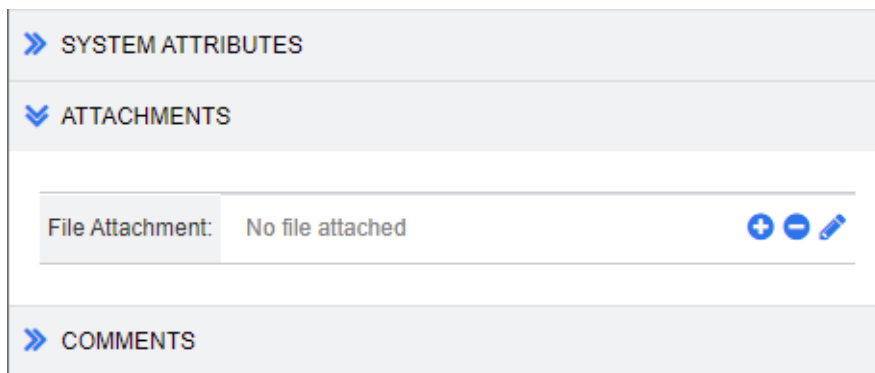 SYSTEM ATTRIBUTES
ATTACHMENTS
File Attachment: No file attached
COMMENTS